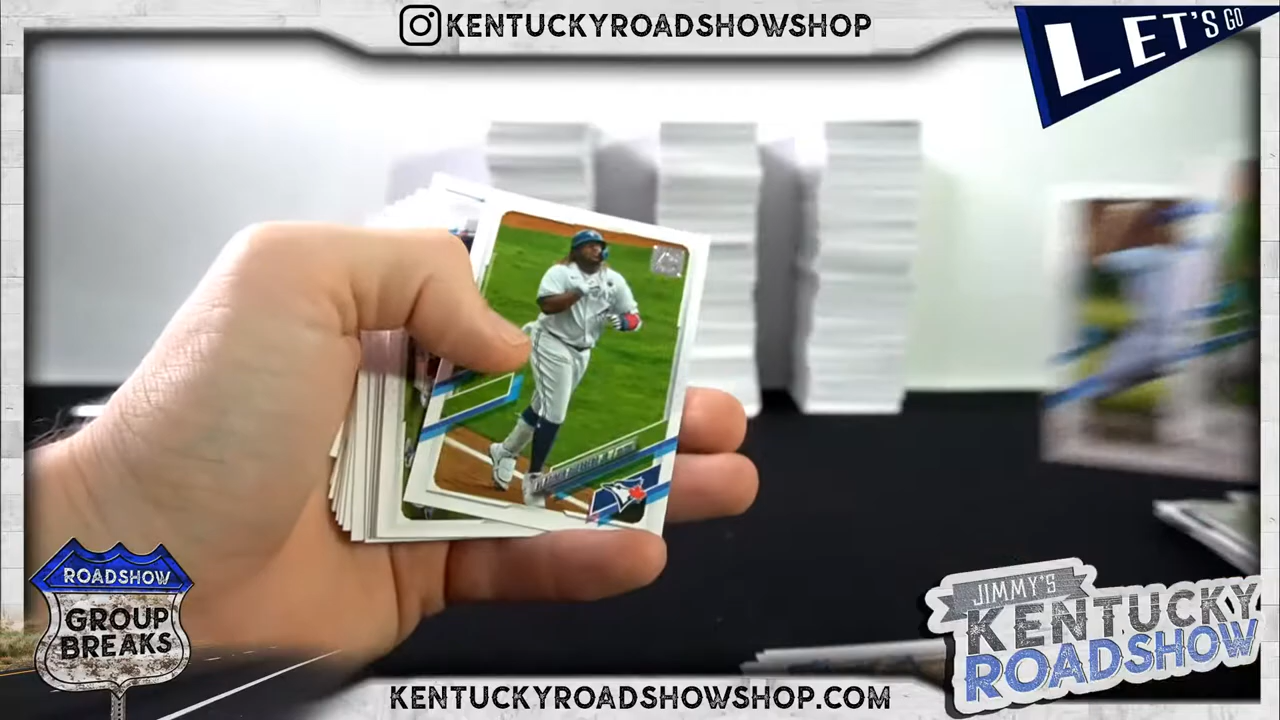 KENTUCKYROADSHOWSHOP
LET'S GO
ROADSHOW
GROUP
BREAKS
JIMMY'S
KENTUCKY
ROADSHOW
KENTUCKYROADSHOWSHOP.COM